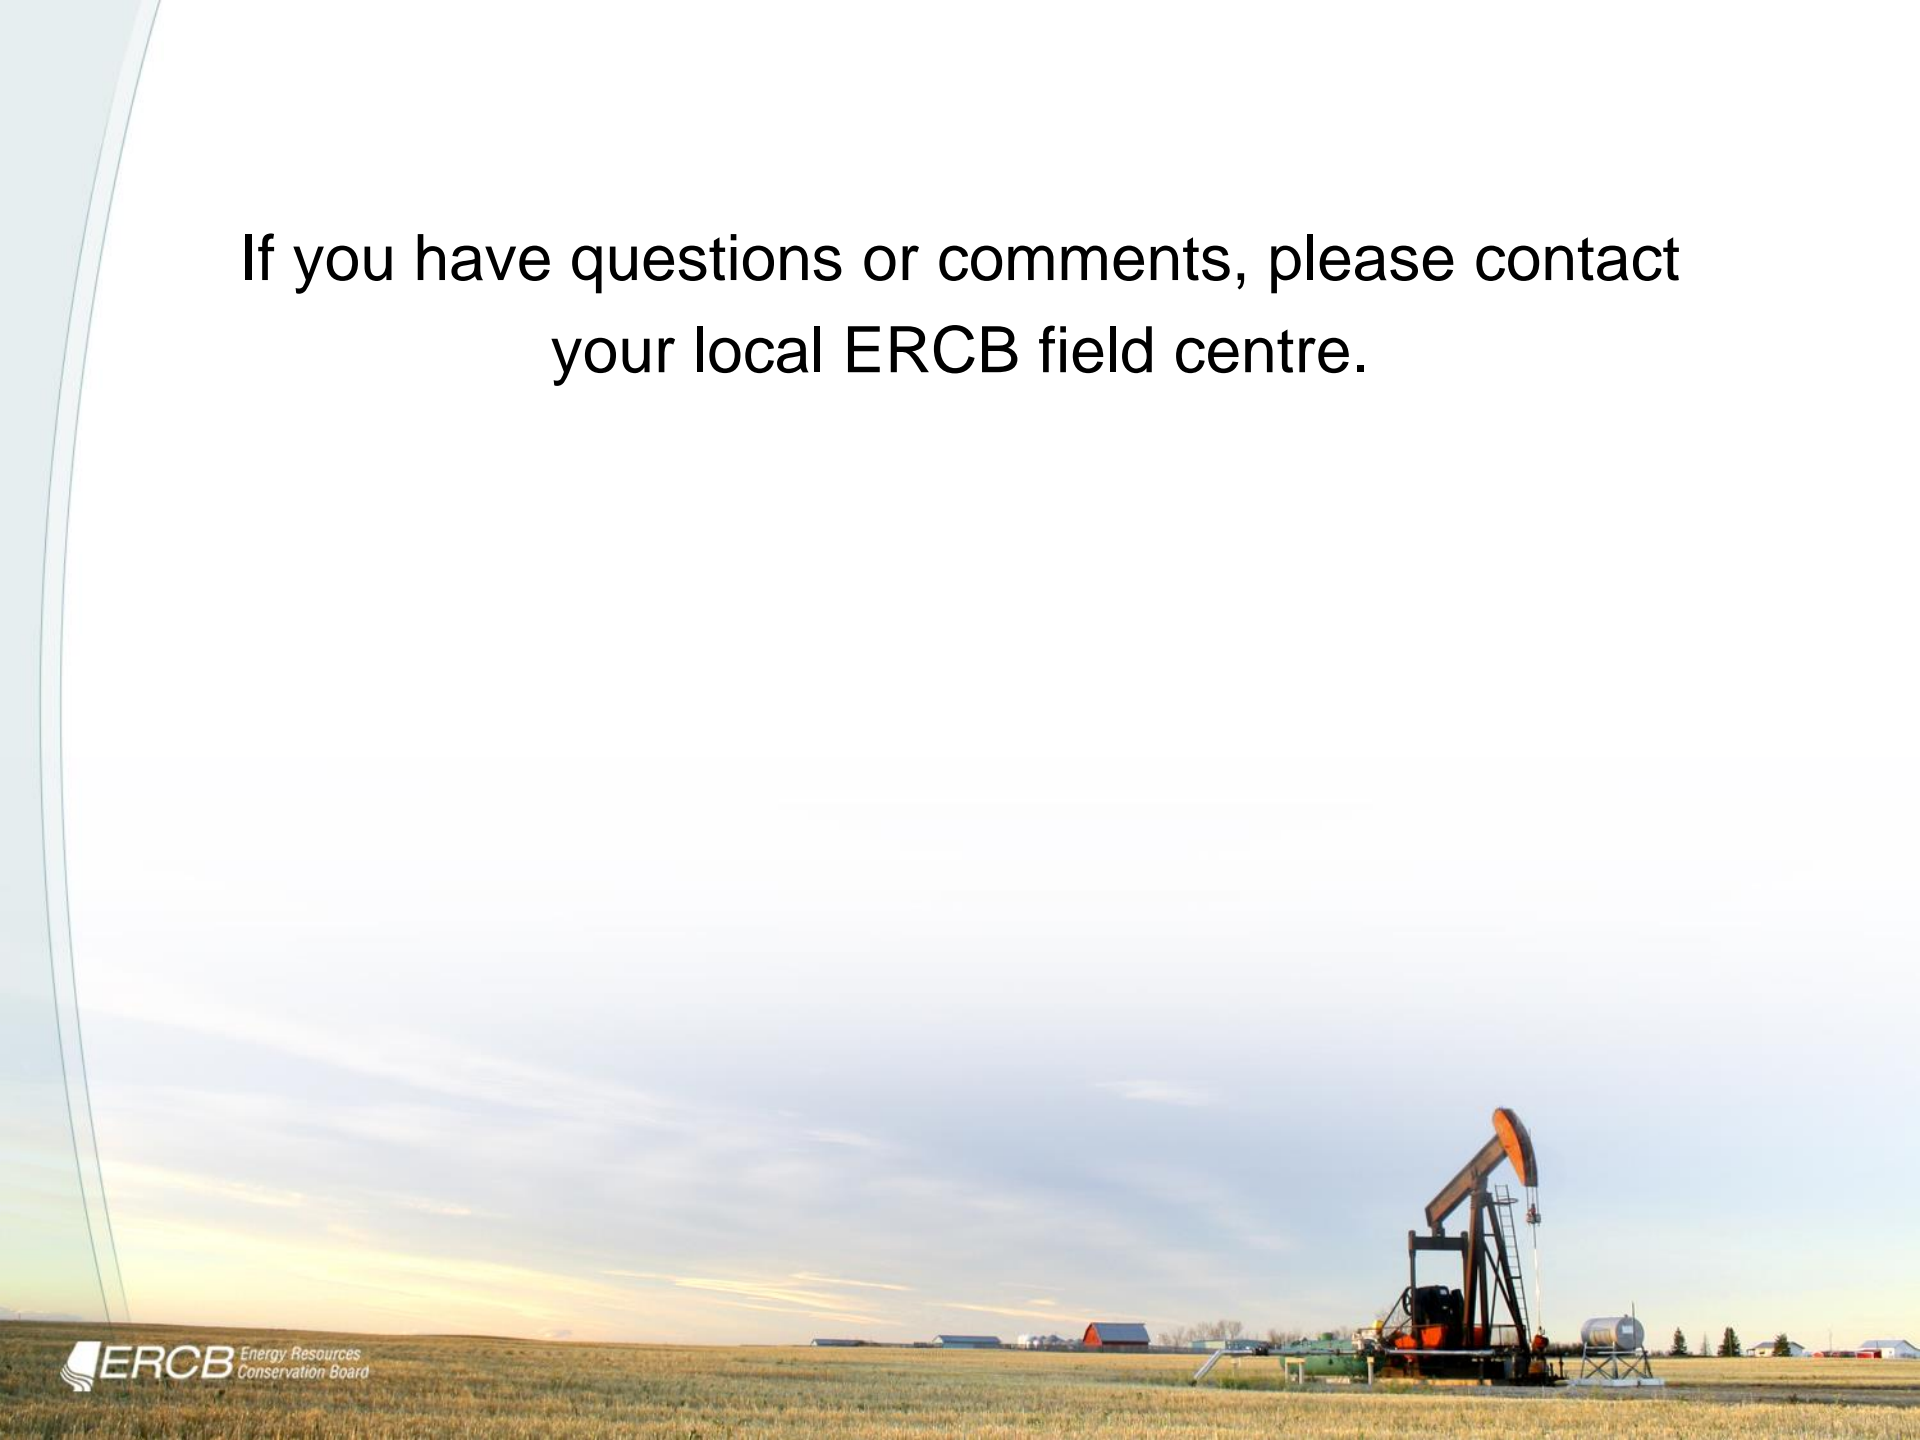 If you have questions or comments, please contact
your local ERCB field centre.
ERCB Energy Resources
Conservation Board